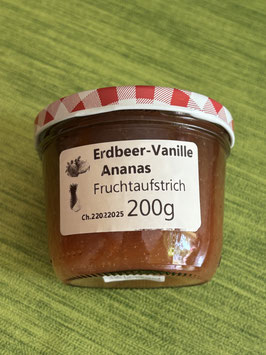 Erdbeer-Vanille
Ananas
Fruchtaufstrich
Ch.22022025 200g